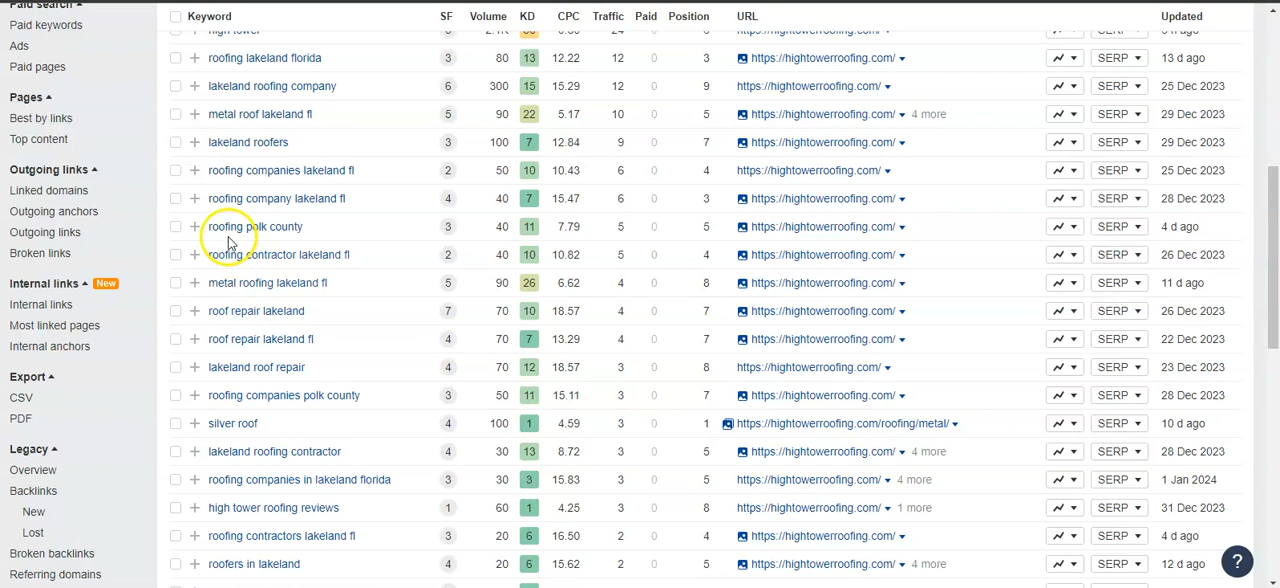 Paid search
Paid keywords
Ads
Paid pages
Pages
Best by links
Top content
Outgoing links
Linked domains
Outgoing anchors
Outgoing links
Broken links
Internal links New
Internal links
Most linked pages
Internal anchors
Export
CSV
PDF
Legacy
Overview
Backlinks
New
Lost
Broken backlinks
Referring domains
Keyword SF Volume KD CPC Traffic Paid Position URL Updated
high tower
roofing lakeland florida 3 80 13 12.22 12 0 3 https://hightowerroofing.com/ SERP 13 d ago
lakeland roofing company 6 300 15 15.29 12 0 9 https://hightowerroofing.com/ SERP 25 Dec 2023
metal roof lakeland fl 5 90 22 5.17 10 0 5 https://hightowerroofing.com/ 4 more SERP 29 Dec 2023
lakeland roofers 3 100 7 12.84 9 0 7 https://hightowerroofing.com/ SERP 29 Dec 2023
roofing companies lakeland fl 2 50 10 10.43 6 0 4 https://hightowerroofing.com/ SERP 25 Dec 2023
roofing company lakeland fl 4 40 7 15.47 6 0 3 https://hightowerroofing.com/ SERP 28 Dec 2023
roofing polk county 3 40 11 7.79 5 0 5 https://hightowerroofing.com/ SERP 4 d ago
roofing contractor lakeland fl 2 40 10 10.82 5 0 4 https://hightowerroofing.com/ SERP 26 Dec 2023
metal roofing lakeland fl 5 90 26 6.62 4 0 8 https://hightowerroofing.com/ SERP 11 d ago
roof repair lakeland 7 70 10 18.57 4 0 7 https://hightowerroofing.com/ SERP 26 Dec 2023
roof repair lakeland fl 4 70 7 13.29 4 0 7 https://hightowerroofing.com/ SERP 22 Dec 2023
lakeland roof repair 4 70 12 18.57 3 0 8 https://hightowerroofing.com/ SERP 23 Dec 2023
roofing companies polk county 3 50 11 15.11 3 0 7 https://hightowerroofing.com/ SERP 28 Dec 2023
silver roof 4 100 1 4.59 3 0 1 https://hightowerroofing.com/roofing/metal/ SERP 10 d ago
lakeland roofing contractor 4 30 13 8.72 3 0 5 https://hightowerroofing.com/ 4 more SERP 28 Dec 2023
roofing companies in lakeland florida 3 30 3 15.83 3 0 5 https://hightowerroofing.com/ 4 more SERP 1 Jan 2024
high tower roofing reviews 1 60 1 4.25 3 0 8 https://hightowerroofing.com/ 1 more SERP 31 Dec 2023
roofing contractors lakeland fl 3 20 6 16.50 2 0 4 https://hightowerroofing.com/ SERP 4 d ago
roofers in lakeland 4 20 6 15.62 2 0 5 https://hightowerroofing.com/ 4 more SERP 12 d ago
?